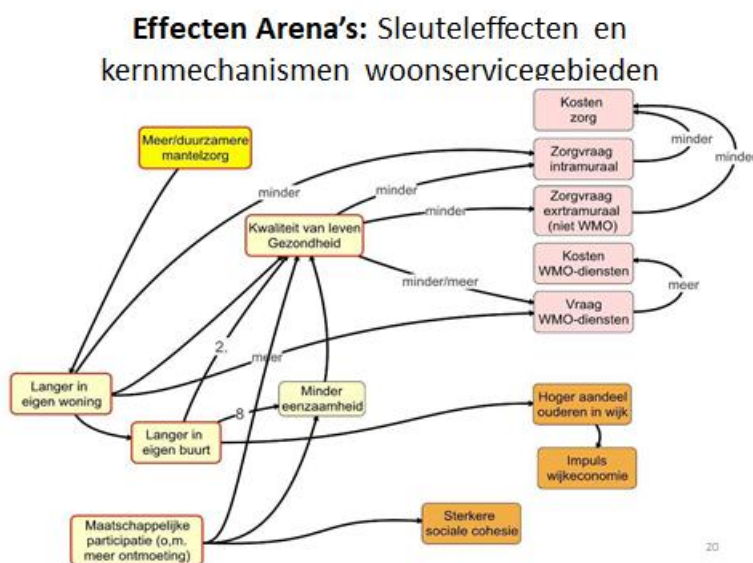 Effecten Arena's: Sleuteleffecten en
kernmechanismen woonservicegebieden
Kosten
zorg
Meer/duurzamere
mantelzorg
minder
Zorgvraag
intramuraal
minder
minder
minder
Zorgvraag
exrtramuraal
(niet WMO)
minder
Kwaliteit van leven
Gezondheid
Kosten
WMO-diensten
minder/meer
meer
Vraag
WMO-diensten
2.
meer
Langer in
eigen woning
Minder
eenzaamheid
Hoger aandeel
ouderen in wijk
8
Langer in
eigen buurt
Impuls
wijkeconomie
Maatschappelijke
participatie (o,m.
meer ontmoeting)
Sterkere
sociale cohesie
20